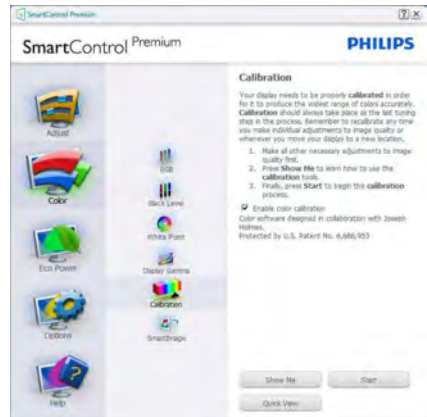 SmartControl Premium
SmartControl Premium
PHILIPS
Adjust
Color
Eco Power
Options
Help
RGB
Black Level
White Point
Display Gamma
Calibration
SmartImage
Calibration
Your display needs to be properly calibrated in order
for it to produce the widest range of colors accurately.
Calibration should always take place as the last tuning
step in the process. Remember to recalibrate any time
you make individual adjustments to image quality or
whenever you move your display to a new location.
1. Make all other necessary adjustments to image
quality first.
2. Press Show Me to learn how to use the
calibration tools.
3. Finally, press Start to begin the calibration
process.
Enable color calibration
Color software designed in collaboration with Joseph
Holmes.
Protected by U.S. Patent No. 6,686,953
Show Me
Start
Quick View